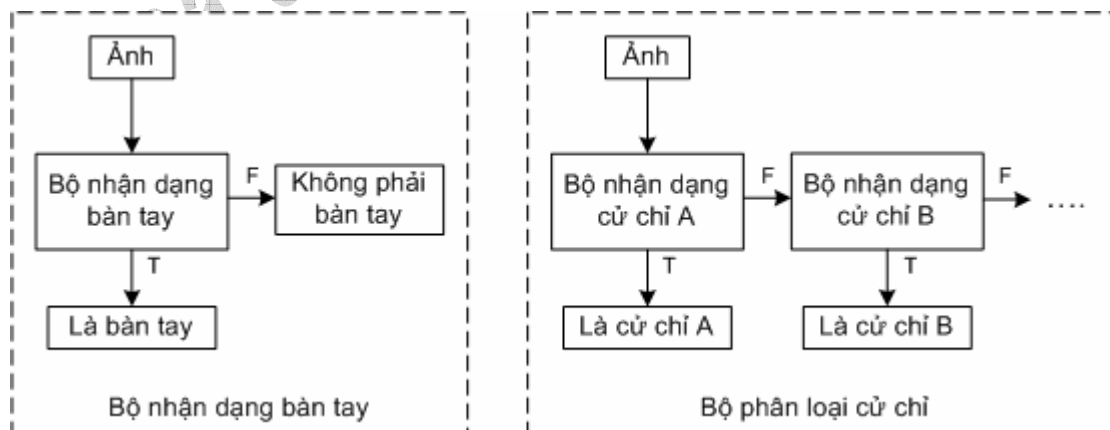 Ảnh
Bộ nhận dạng
bàn tay
F
Không phải
bàn tay
T
Là bàn tay
Bộ nhận dạng bàn tay
Ảnh
Bộ nhận dạng
cử chỉ A
F
Bộ nhận dạng
cử chỉ B
F
....
T
T
Là cử chỉ A
Là cử chỉ B
Bộ phân loại cử chỉ